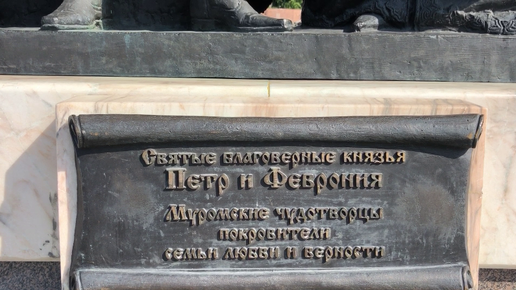 Святые благоверные князья
Петр и Феврония
Муромские чудотворцы
покровители
семьи любви и верности